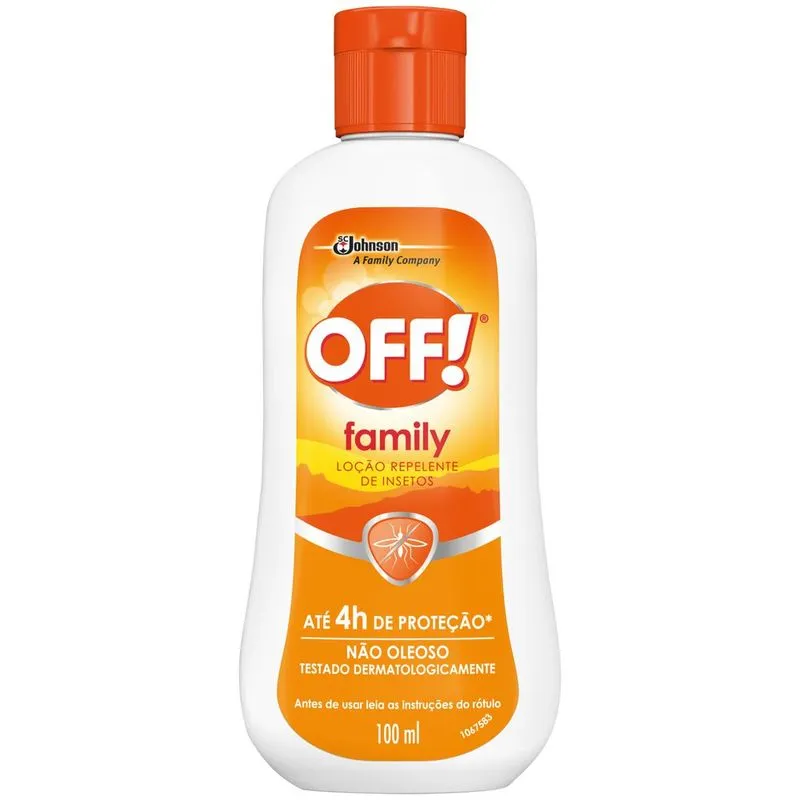 SC Johnson
A Family Company
OFF!®
family
LOÇÃO REPELENTE
DE INSETOS
ATÉ 4h DE PROTEÇÃO*
NÃO OLEOSO
TESTADO DERMATOLOGICAMENTE
Antes de usar leia as instruções do rótulo
100 ml
1067583